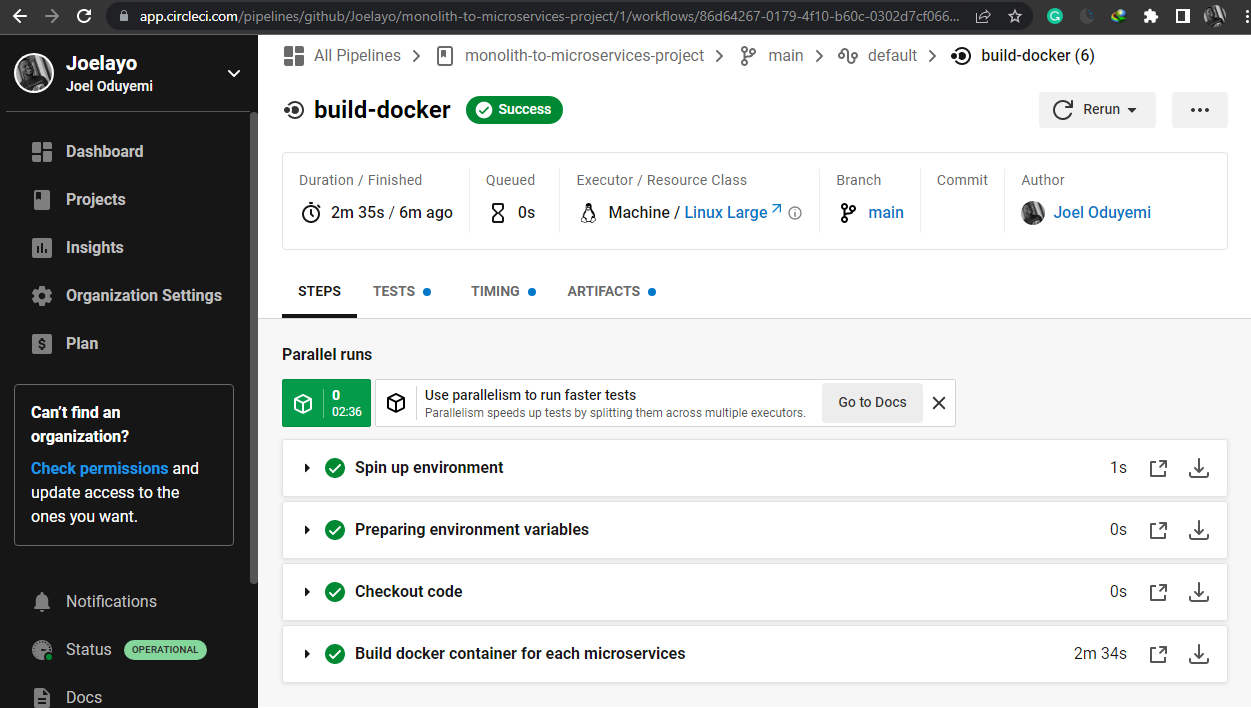 app.circleci.com/pipelines/github/Joelayo/monolith-to-microservices-project/1/workflows/86d64267-0179-4f10-b60c-0302d7cf066...
Joelayo
Joel Oduyemi
Dashboard
Projects
Insights
Organization Settings
Plan
Can't find an
organization?
Check permissions and
update access to the
ones you want.
Notifications
Status OPERATIONAL
Docs
All Pipelines monolith-to-microservices-project main default build-docker (6)
build-docker Success Rerun
Duration / Finished Queued Executor / Resource Class Branch Commit Author
2m 35s / 6m ago 0s Machine / Linux Large main Joel Oduyemi
STEPS TESTS TIMING ARTIFACTS
Parallel runs
0
02:36
Use parallelism to run faster tests
Parallelism speeds up tests by splitting them across multiple executors.
Go to Docs
Spin up environment 1s
Preparing environment variables 0s
Checkout code 0s
Build docker container for each microservices 2m 34s